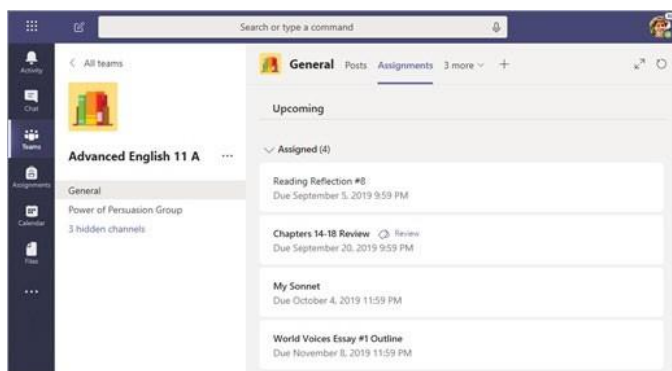 Search or type a command
Activity
Chat
Teams
Assignments
Calendar
Files
All teams
Advanced English 11 A
General
Power of Persuasion Group
3 hidden channels
General Posts Assignments 3 more
Upcoming
Assigned (4)
Reading Reflection #8
Due September 5, 2019 9:59 PM
Chapters 14-18 Review Review
Due September 20, 2019 9:59 PM
My Sonnet
Due October 4, 2019 11:59 PM
World Voices Essay #1 Outline
Due November 8, 2019 11:59 PM